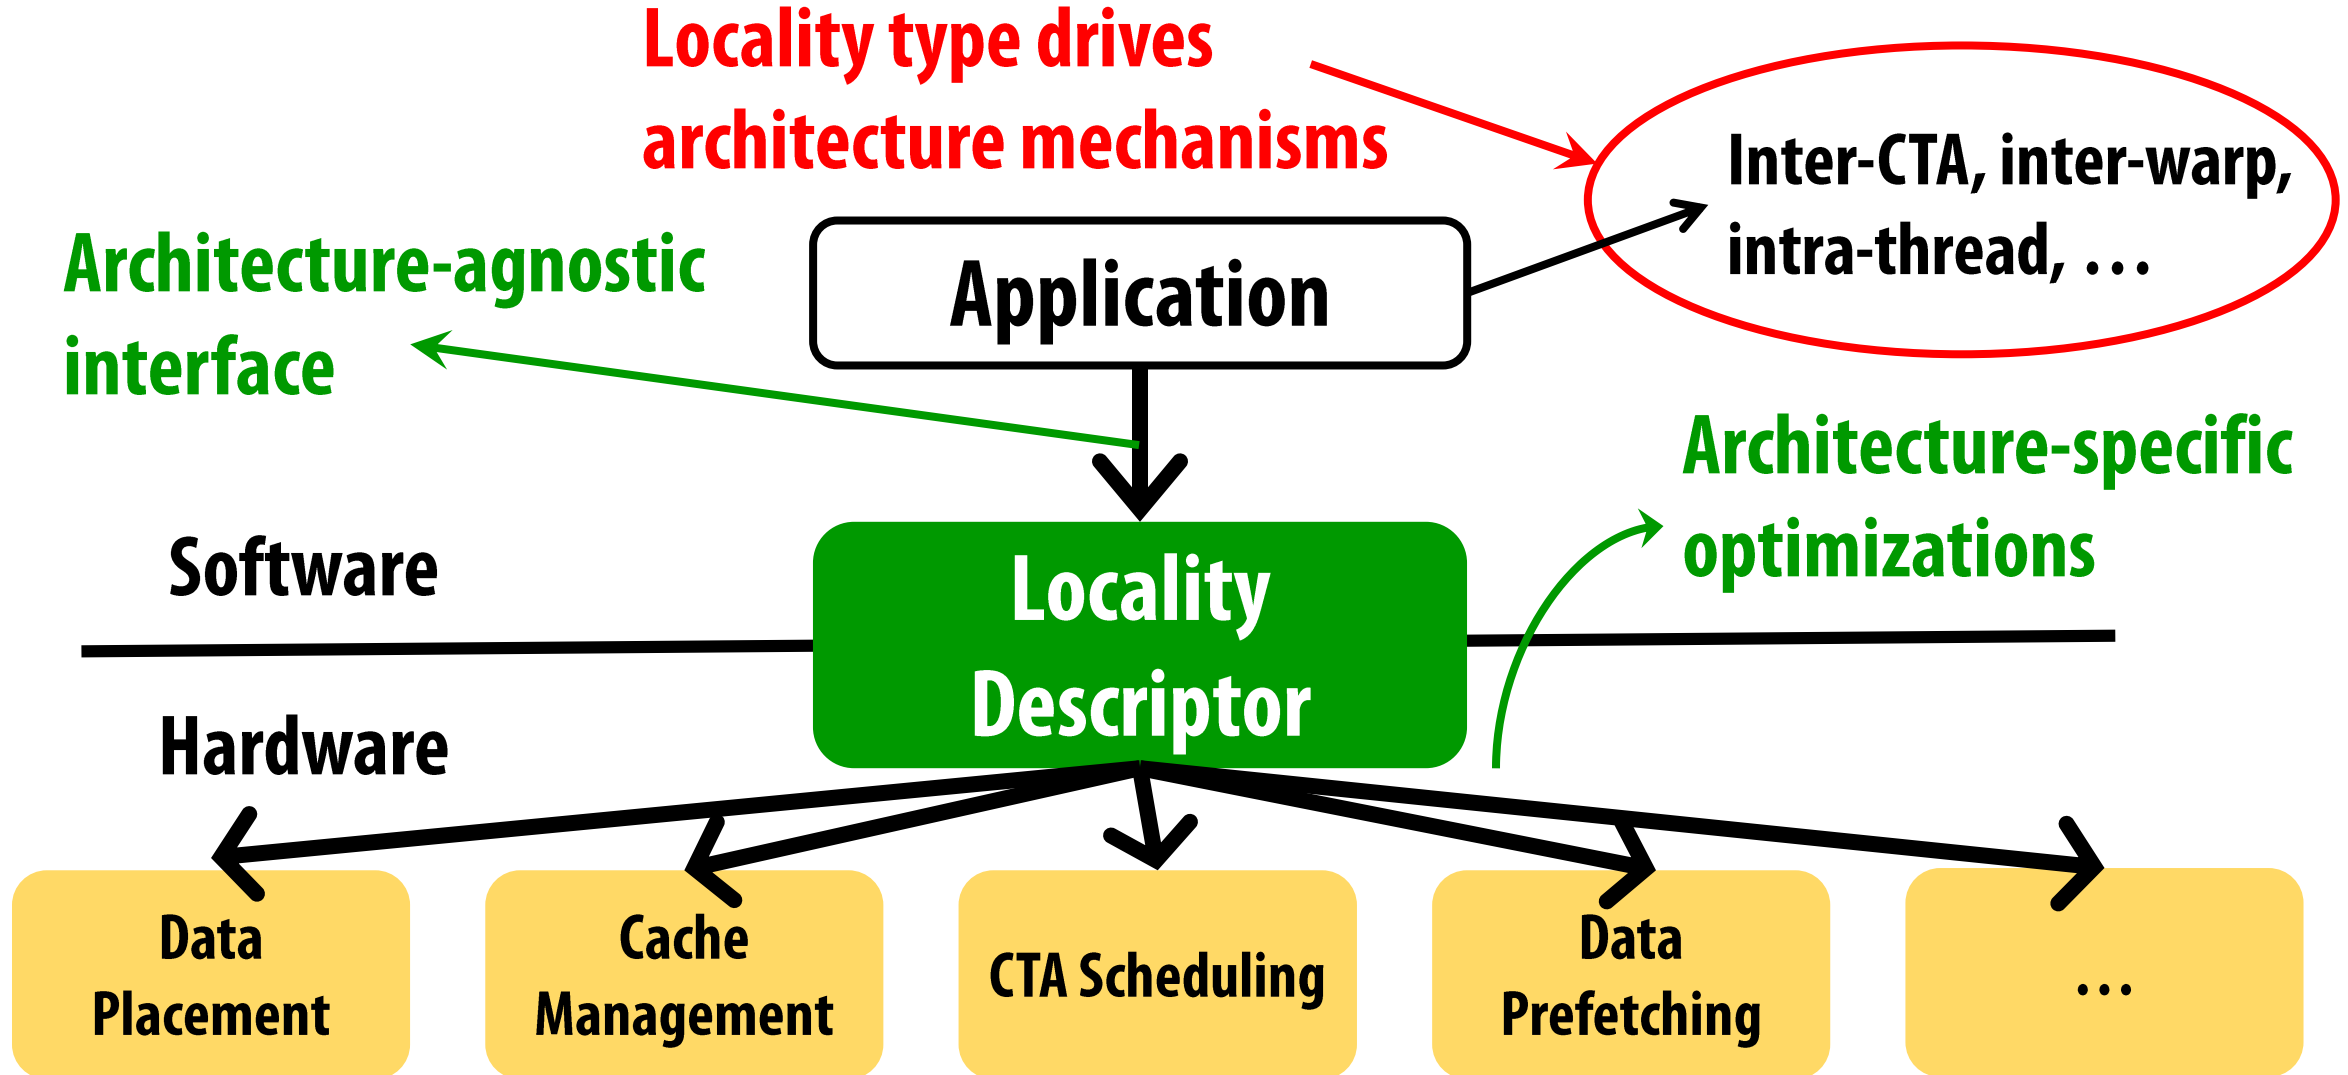 Locality type drives
architecture mechanisms
Inter-CTA, inter-warp,
intra-thread, ...
Architecture-agnostic
interface
Application
Architecture-specific
optimizations
Software
Locality
Descriptor
Hardware
Data
Placement
Cache
Management
CTA Scheduling
Data
Prefetching
...